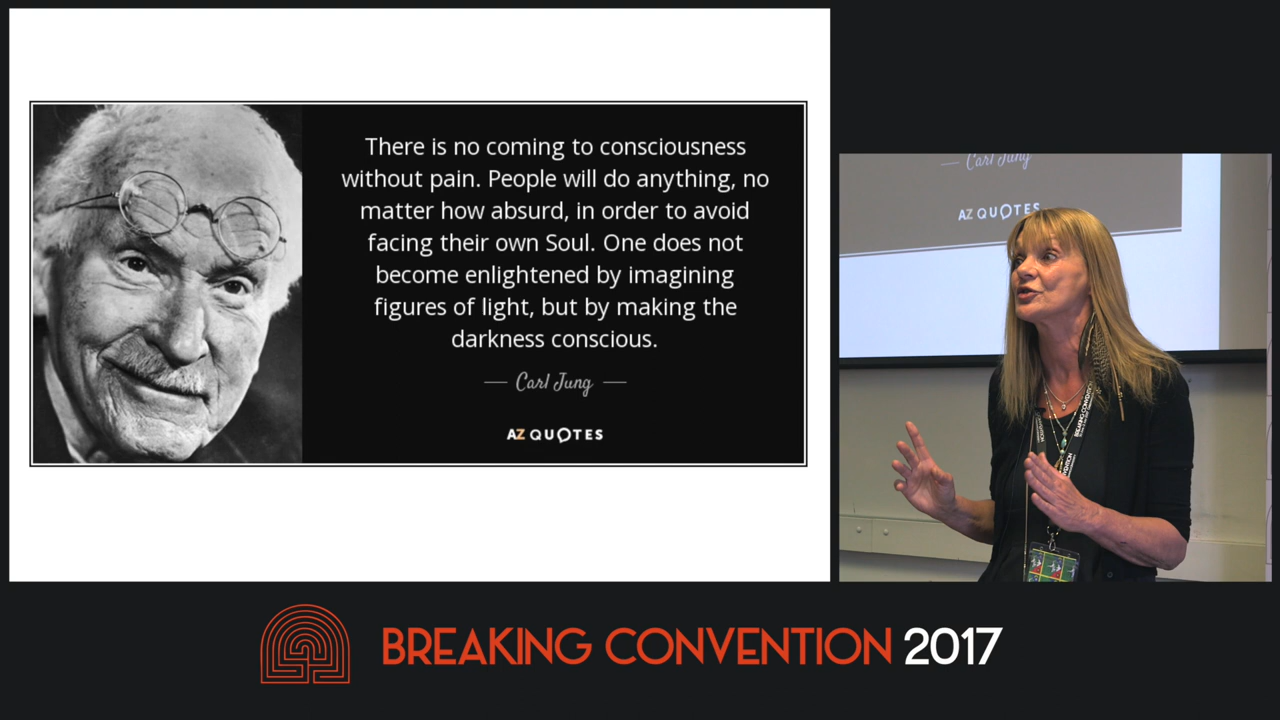 There is no coming to consciousness
without pain. People will do anything, no
matter how absurd, in order to avoid
facing their own Soul. One does not
become enlightened by imagining
figures of light, but by making the
darkness conscious.
— Carl Jung —
AZ QUOTES
— Carl Jung
AZ QUOTES
BREAKING CONVENTION
BREAKING CONVENTION 2017